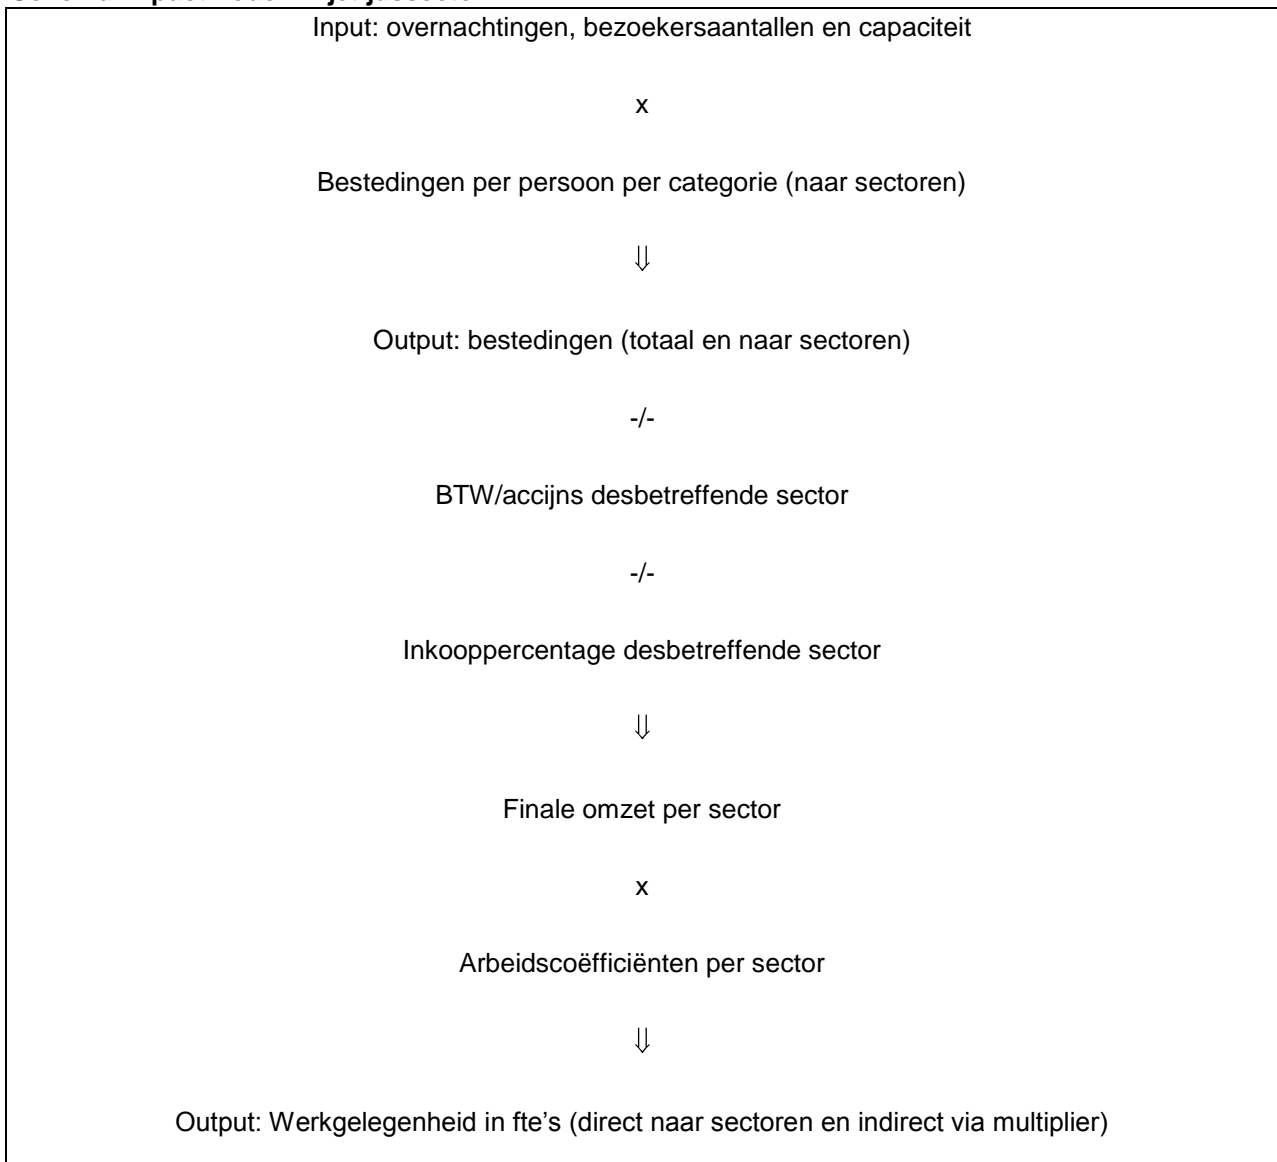 Input: overnachtingen, bezoekersaantallen en capaciteit
x
Bestedingen per persoon per categorie (naar sectoren)
⇓
Output: bestedingen (totaal en naar sectoren)
-/-
BTW/accijns desbetreffende sector
-/-
Inkooppercentage desbetreffende sector
⇓
Finale omzet per sector
x
Arbeidscoëfficiënten per sector
⇓
Output: Werkgelegenheid in fte's (direct naar sectoren en indirect via multiplier)